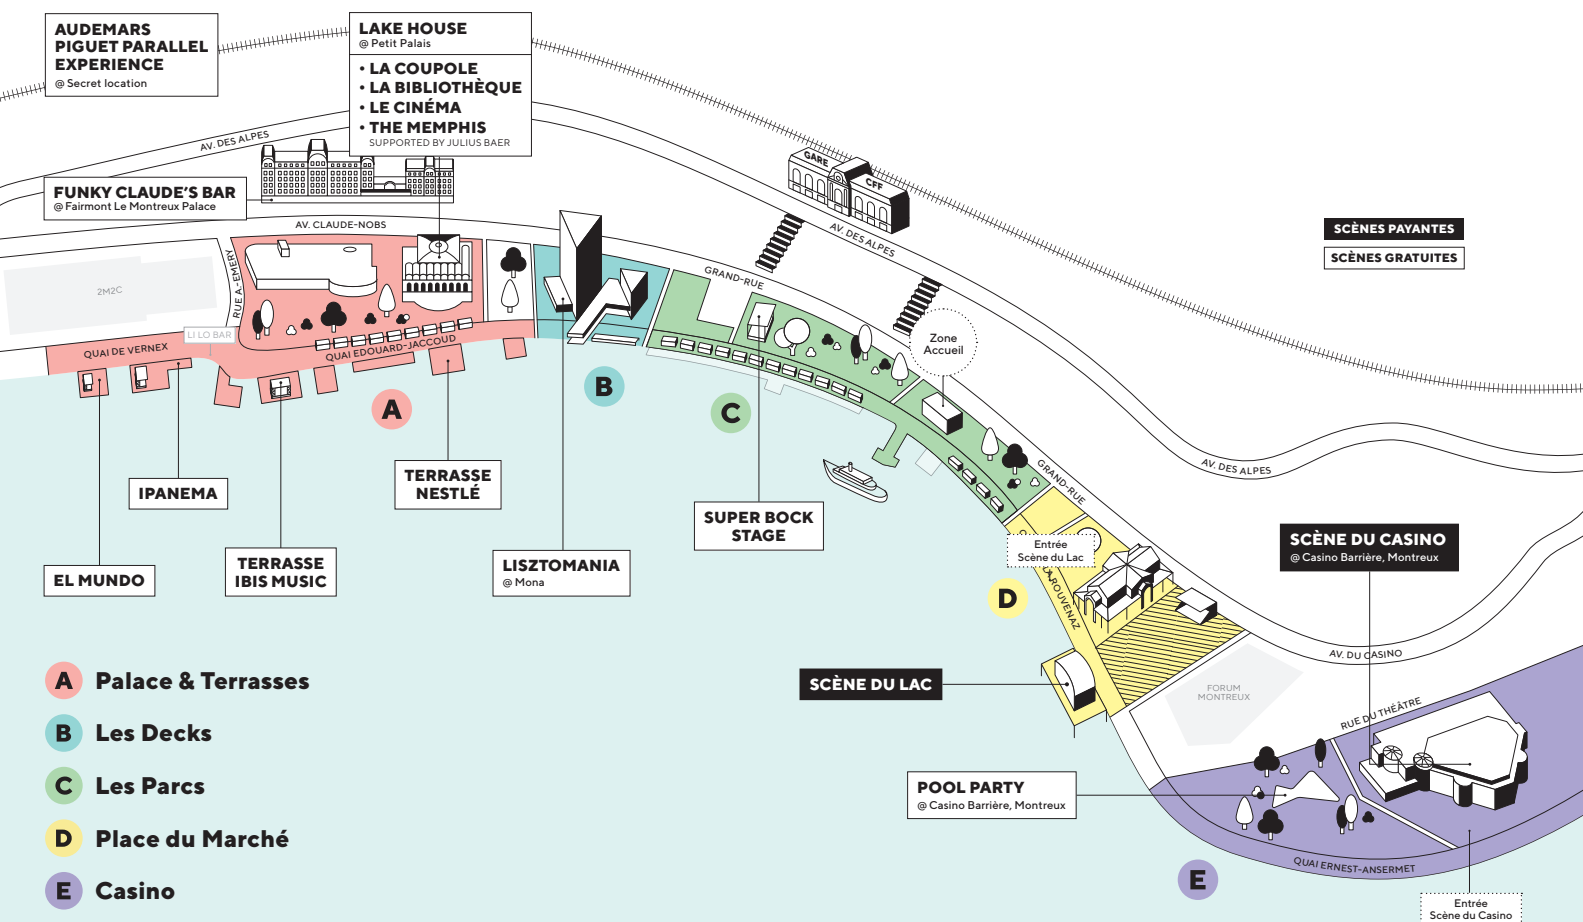 AUDEMARS
PIGUET PARALLEL
EXPERIENCE
@ Secret location
LAKE HOUSE
@ Petit Palais
• LA COUPOLE
• LA BIBLIOTHÈQUE
• LE CINÉMA
• THE MEMPHIS
SUPPORTED BY JULIUS BAER
AV. DES ALPES
FUNKY CLAUDE'S BAR
@ Fairmont Le Montreux Palace
GARE
CFF
AV. CLAUDE-NOBS
AV. DES ALPES
SCÈNES PAYANTES
SCÈNES GRATUITES
2M2C
RUE A-EMERY
GRAND-RUE
LI LO BAR
QUAI DE VERNEX
QUAI EDOUARD-JACCOUD
Zone
Accueil
A
B
C
GRAND-RUE
AV. DES ALPES
IPANEMA
TERRASSE
NESTLÉ
SUPER BOCK
STAGE
EL MUNDO
TERRASSE
IBIS MUSIC
LISZTOMANIA
@ Mona
Entrée
Scène du Lac
LA ROUVENAZ
D
SCÈNE DU CASINO
@ Casino Barrière, Montreux
AV. DU CASINO
SCÈNE DU LAC
FORUM
MONTREUX
RUE DU THÉÂTRE
POOL PARTY
@ Casino Barrière, Montreux
QUAI ERNEST-ANSERMET
E
Entrée
Scène du Casino
A Palace & Terrasses
B Les Decks
C Les Parcs
D Place du Marché
E Casino